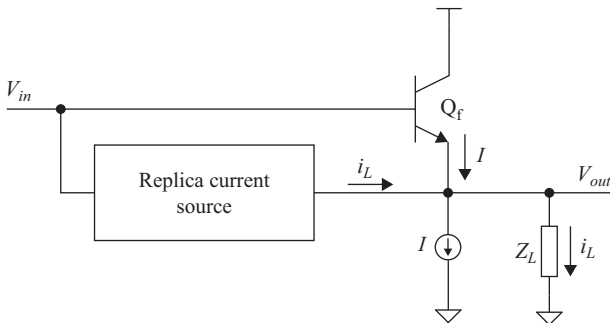 V_in
Q_f
Replica current
source
i_L
I
V_out
I
Z_L
i_L